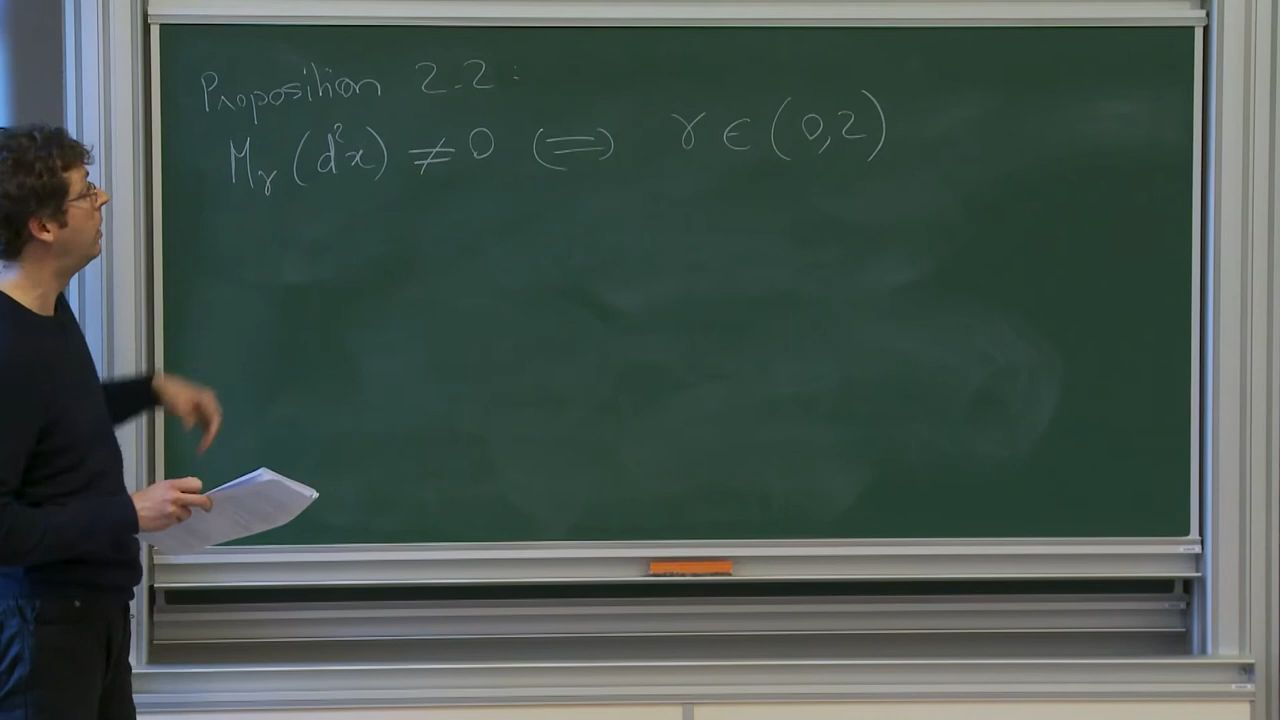 Proposition 2.2:
M_γ(d²x) ≠ 0 (=) γ ∈ (0,2)